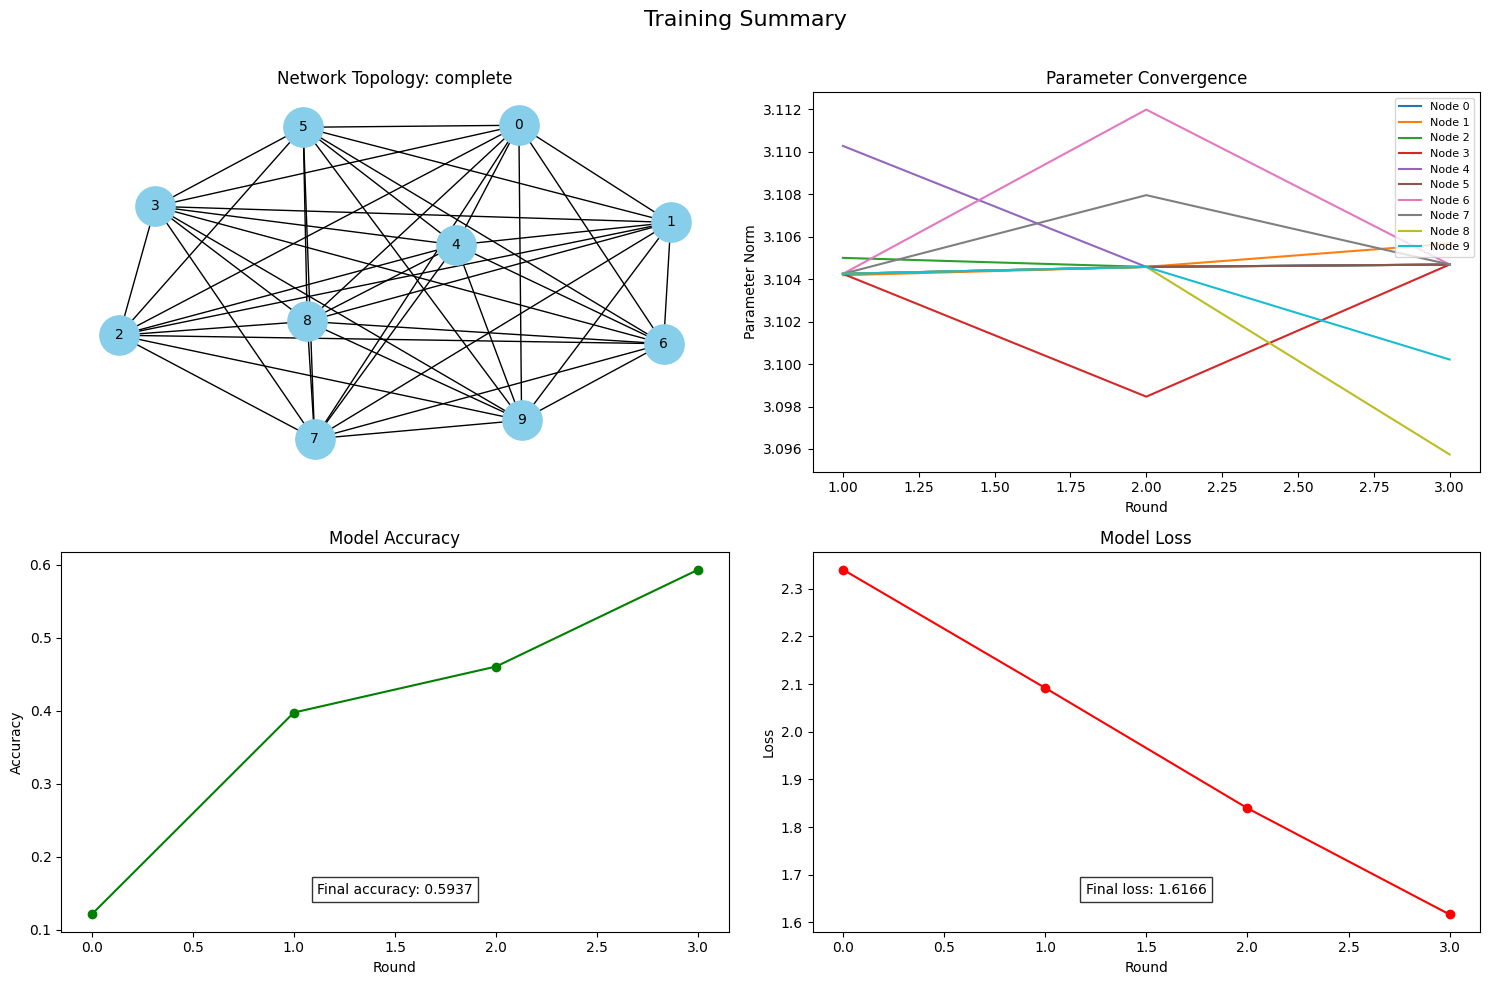 Training Summary
Network Topology: complete
5
0
3
1
4
8
2
6
9
7
Parameter Convergence
Parameter Norm
3.112
3.110
3.108
3.106
3.104
3.102
3.100
3.098
3.096
Node 0
Node 1
Node 2
Node 3
Node 4
Node 5
Node 6
Node 7
Node 8
Node 9
1.00 1.25 1.50 1.75 2.00 2.25 2.50 2.75 3.00
Round
Model Accuracy
Accuracy
0.6
0.5
0.4
0.3
0.2
0.1
Final accuracy: 0.5937
0.0 0.5 1.0 1.5 2.0 2.5 3.0
Round
Model Loss
Loss
2.3
2.2
2.1
2.0
1.9
1.8
1.7
1.6
Final loss: 1.6166
0.0 0.5 1.0 1.5 2.0 2.5 3.0
Round